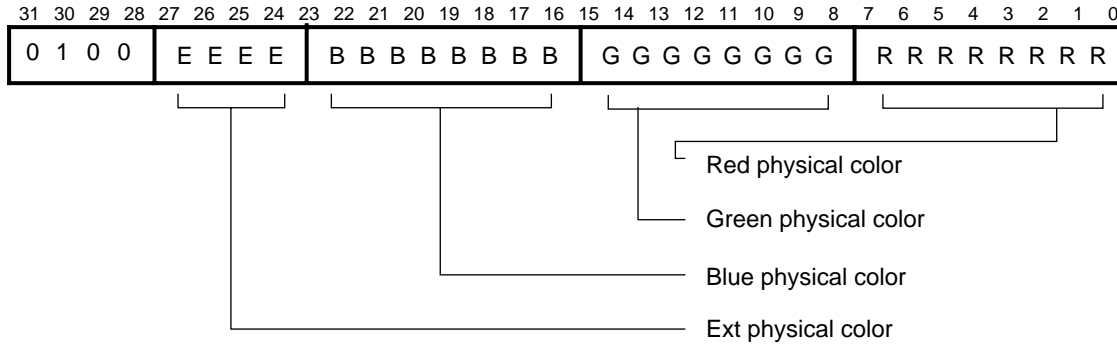 31 30 29 28 27 26 25 24 23 22 21 20 19 18 17 16 15 14 13 12 11 10 9 8 7 6 5 4 3 2 1 0
0 1 0 0 E E E E B B B B B B B B G G G G G G G G R R R R R R R R
Red physical color
Green physical color
Blue physical color
Ext physical color